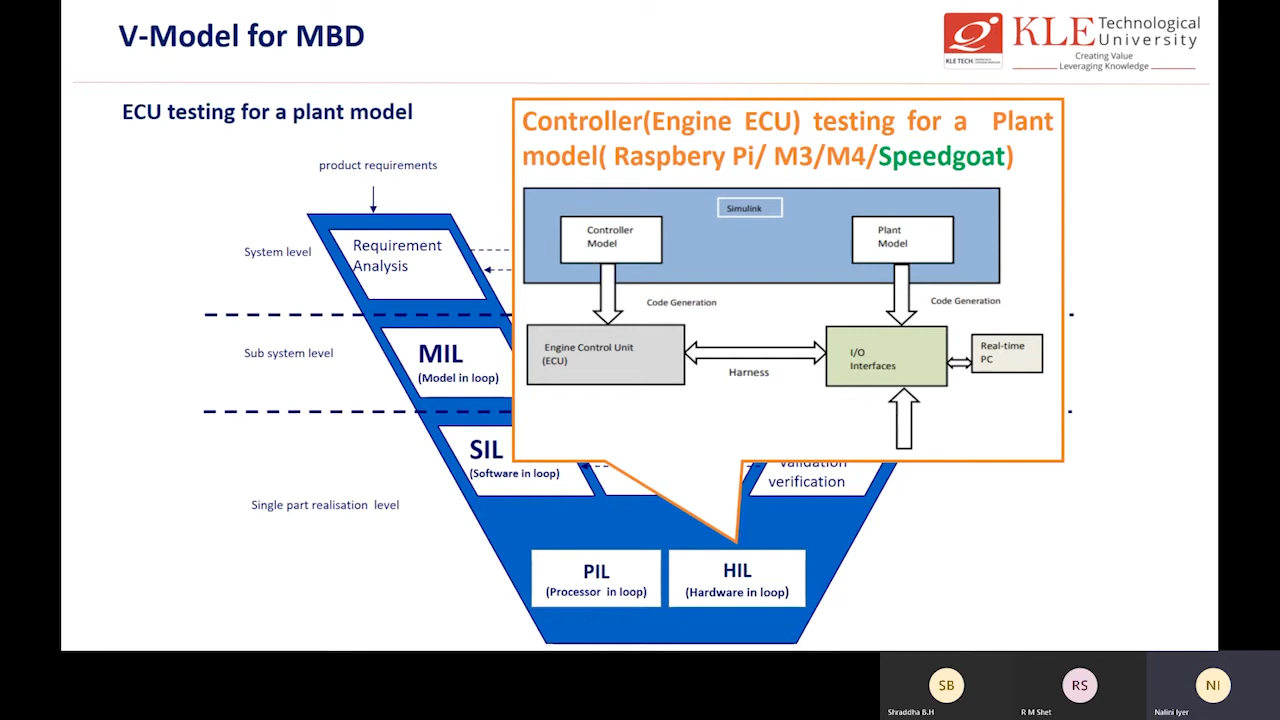 V-Model for MBD
KLE TECH.
KLE Technological
University
Creating Value
Leveraging Knowledge
ECU testing for a plant model
product requirements
System level
Requirement
Analysis
Sub system level
MIL
(Model in loop)
SIL
(Software in loop)
Single part realisation level
Controller(Engine ECU) testing for a Plant
model( Raspbery Pi/ M3/M4/Speedgoat)
Simulink
Controller
Model
Plant
Model
Code Generation
Code Generation
Engine Control Unit
(ECU)
Harness
I/O
Interfaces
Real-time
PC
validation
verification
PIL
(Processor in loop)
HIL
(Hardware in loop)
SB
Shraddha B.H
RS
R M Shet
NI
Nalini Iyer